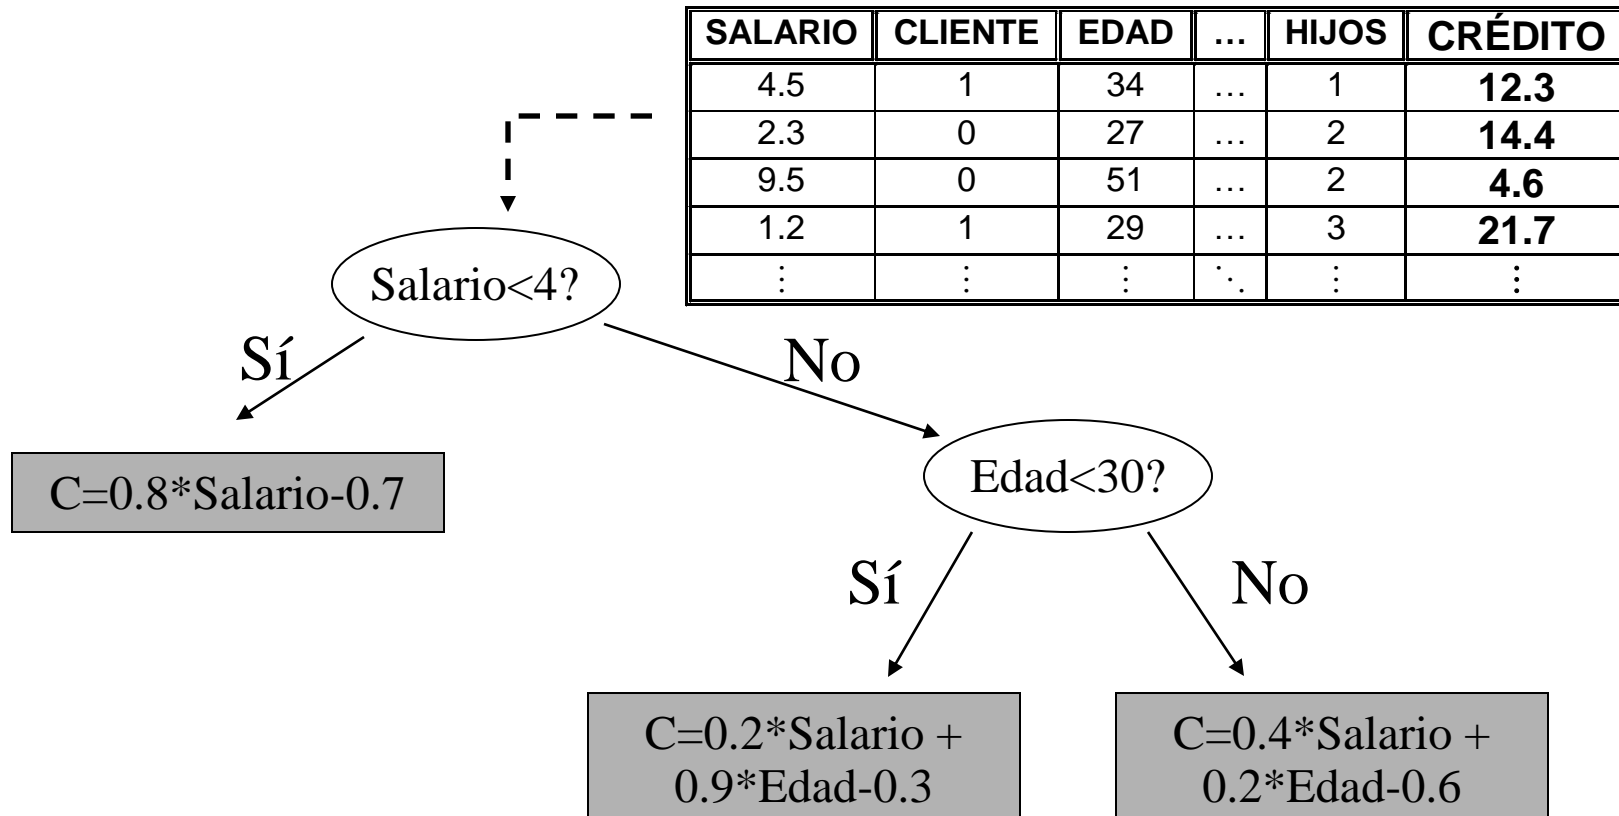 SALARIO CLIENTE EDAD … HIJOS CRÉDITO
4.5 1 34 … 1 12.3
2.3 0 27 … 2 14.4
9.5 0 51 … 2 4.6
1.2 1 29 … 3 21.7
⋮ ⋮ ⋮ ⋱ ⋮ ⋮
Salario<4?
Sí No
C=0.8*Salario-0.7
Edad<30?
Sí No
C=0.2*Salario +
0.9*Edad-0.3
C=0.4*Salario +
0.2*Edad-0.6